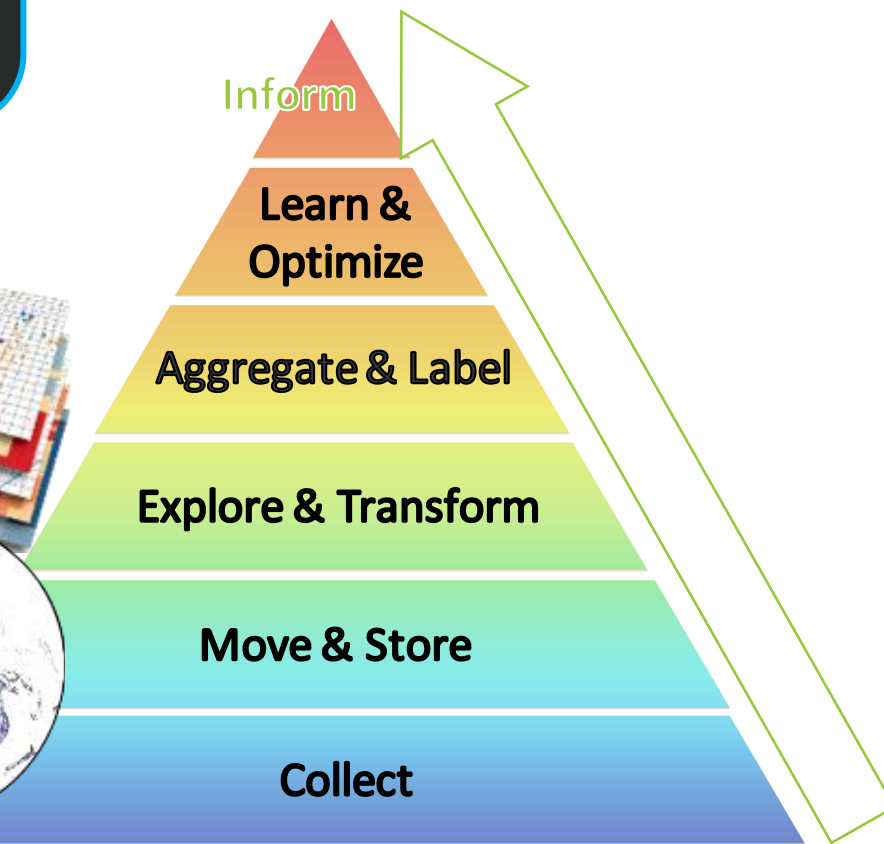 Inform
Learn &
Optimize
Aggregate & Label
Explore & Transform
Move & Store
Collect